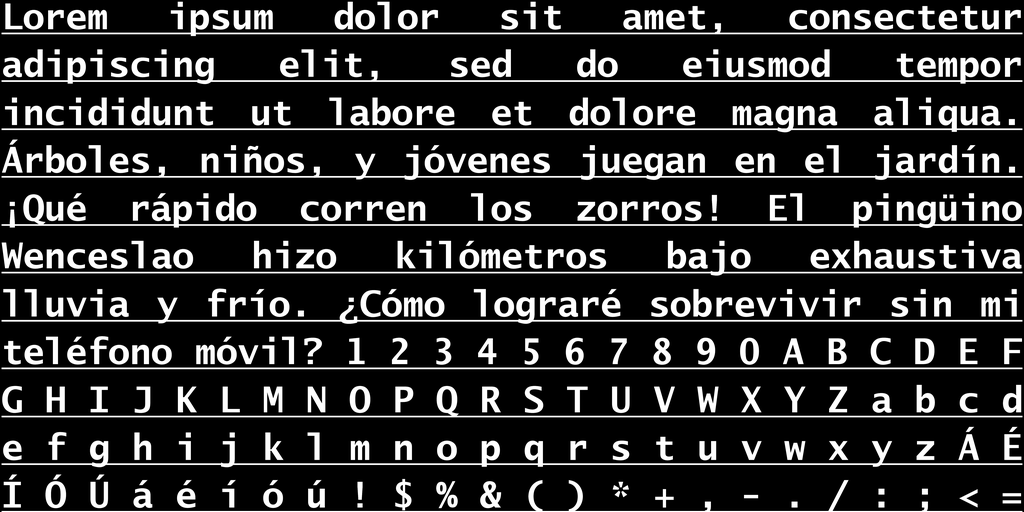 Lorem ipsum dolor sit amet, consectetur
adipiscing elit, sed do eiusmod tempor
incididunt ut labore et dolore magna aliqua.
Árboles, niños, y jóvenes juegan en el jardín.
¡Qué rápido corren los zorros! El pingüino
Wenceslao hizo kilómetros bajo exhaustiva
lluvia y frío. ¿Cómo lograré sobrevivir sin mi
teléfono móvil? 1 2 3 4 5 6 7 8 9 0 A B C D E F
G H I J K L M N O P Q R S T U V W X Y Z a b c d
e f g h i j k l m n o p q r s t u v w x y z Á É
Í Ó Ú á é í ó ú ! $ % & ( ) * + , - . / : ; < =